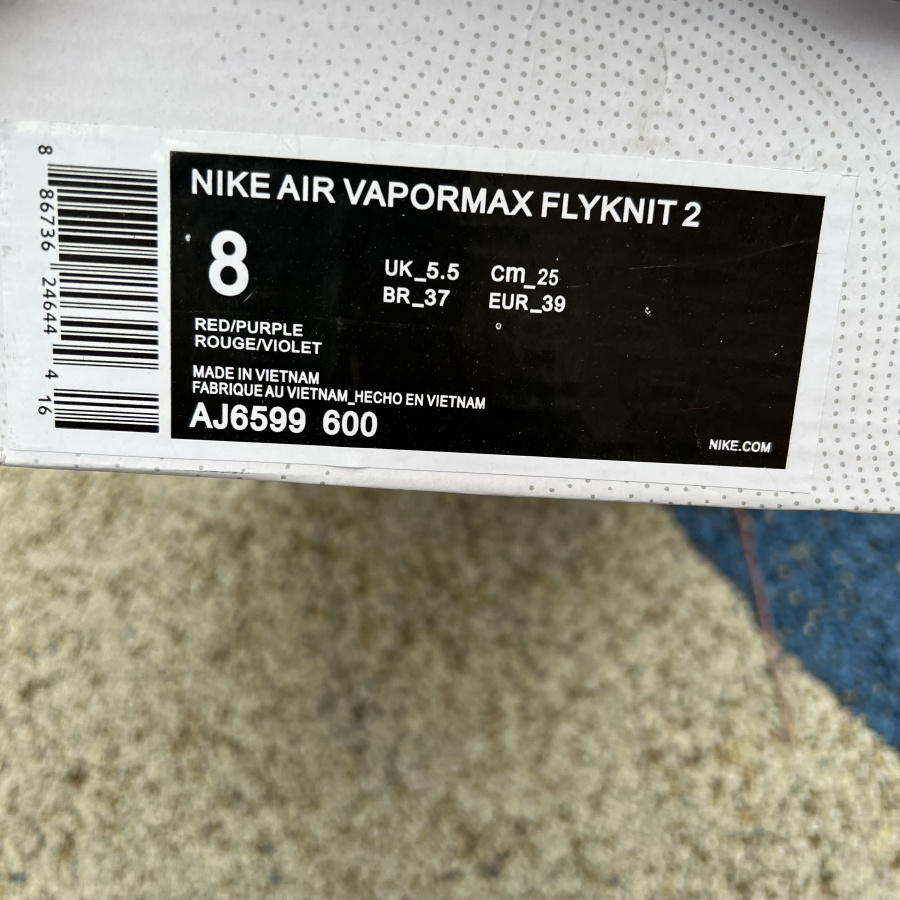 8 86736 24644 4 16
NIKE AIR VAPORMAX FLYKNIT 2
8
UK_5.5 cm_25
BR_37 EUR_39
RED/PURPLE
ROUGE/VIOLET
MADE IN VIETNAM
FABRIQUE AU VIETNAM_HECHO EN VIETNAM
AJ6599 600
NIKE.COM